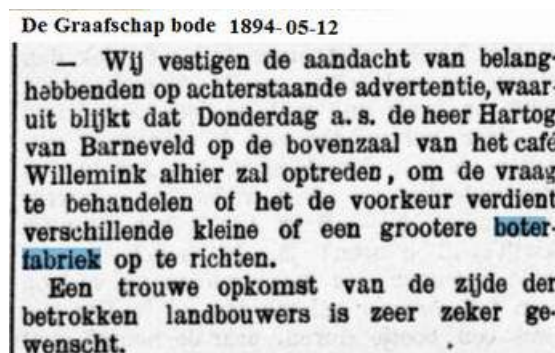 De Graafschap bode 1894-05-12
— Wij vestigen de aandacht van belang-
hebbenden op achterstaande advertentie, waar-
uit blijkt dat Donderdag a. s. de heer Hartog
van Barneveld op de bovenzaal van het café
Willemink alhier zal optreden, om de vraag
te behandelen of het de voorkeur verdient
verschillende kleine of een grootere boter-
fabriek op te richten.
Een trouwe opkomst van de zijde der
betrokken landbouwers is zeer zeker ge-
wenscht.